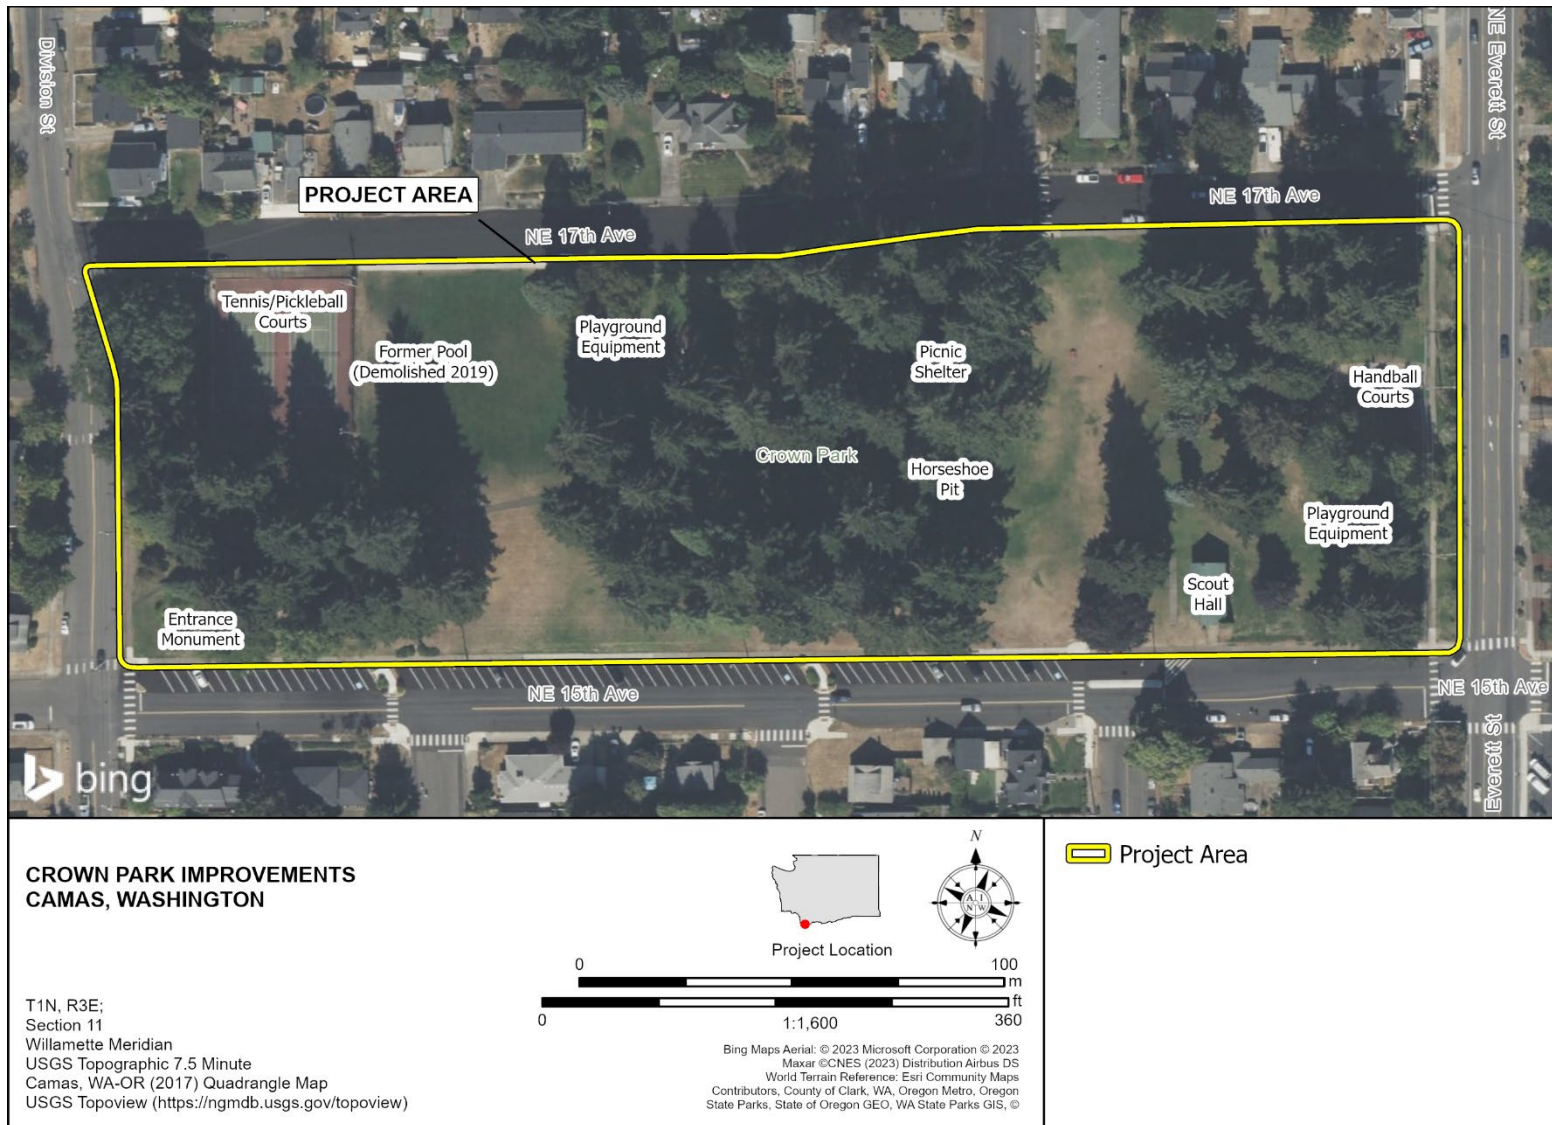 Division St
NE Everett St
PROJECT AREA
NE 17th Ave
NE 17th Ave
Tennis/Pickleball
Courts
Former Pool
(Demolished 2019)
Playground
Equipment
Picnic
Shelter
Handball
Courts
Crown Park
Horseshoe
Pit
Playground
Equipment
Scout
Hall
Entrance
Monument
NE 15th Ave
NE 15th Ave
Everett St
bing
CROWN PARK IMPROVEMENTS
CAMAS, WASHINGTON
T1N, R3E;
Section 11
Willamette Meridian
USGS Topographic 7.5 Minute
Camas, WA-OR (2017) Quadrangle Map
USGS Topoview (https://ngmdb.usgs.gov/topoview)
Project Location
N
A I
N W
0 100
m
ft
0 360
1:1,600
Bing Maps Aerial: © 2023 Microsoft Corporation © 2023
Maxar ©CNES (2023) Distribution Airbus DS
World Terrain Reference: Esri Community Maps
Contributors, County of Clark, WA, Oregon Metro, Oregon
State Parks, State of Oregon GEO, WA State Parks GIS, ©
Project Area